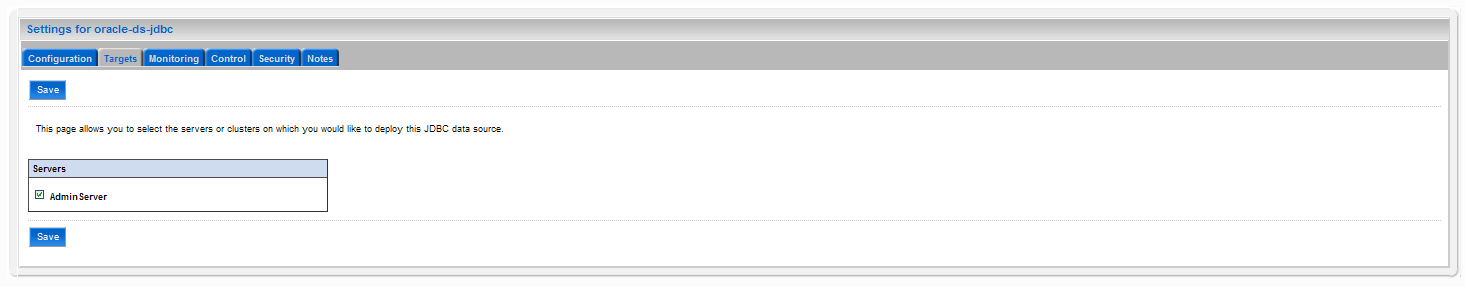 Settings for oracle-ds-jdbc
Configuration Targets Monitoring Control Security Notes
Save
This page allows you to select the servers or clusters on which you would like to deploy this JDBC data source.
Servers
AdminServer
Save